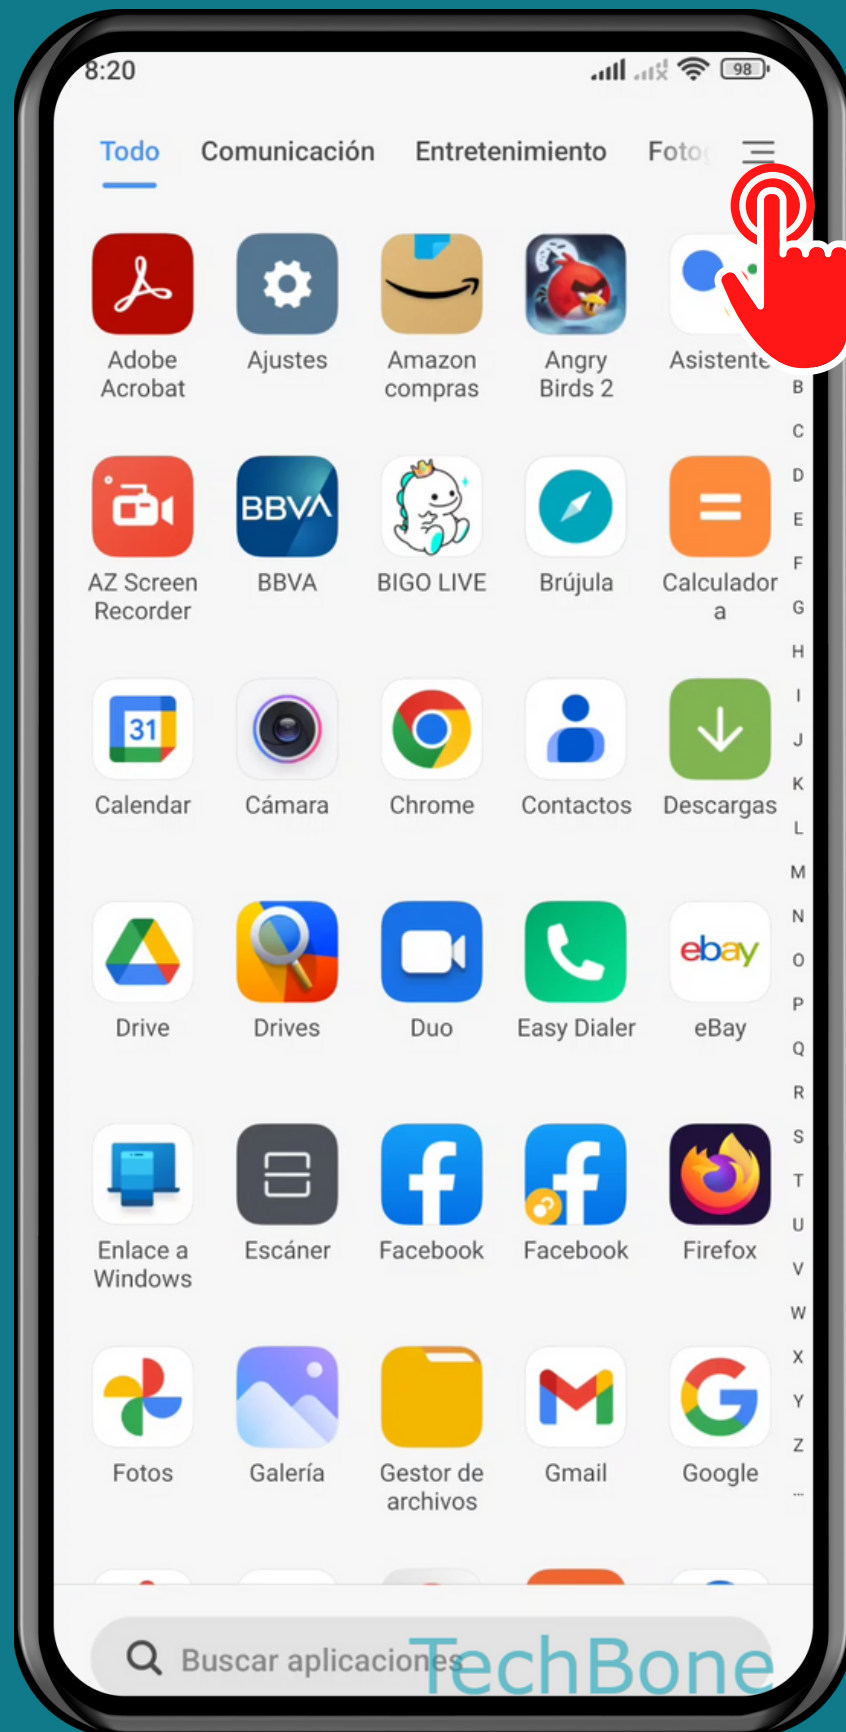 8:20
98
Todo Comunicación Entretenimiento Foto
Adobe Acrobat
Ajustes
Amazon compras
Angry Birds 2
Asistente
BBVA
AZ Screen Recorder
BBVA
BIGO LIVE
Brújula
Calculadora
31
Calendar
Cámara
Chrome
Contactos
Descargas
ebay
Drive
Drives
Duo
Easy Dialer
eBay
Enlace a Windows
Escáner
Facebook
Facebook
Firefox
Fotos
Galería
Gestor de archivos
Gmail
Google
B
C
D
E
F
G
H
I
J
K
L
M
N
O
P
Q
R
S
T
U
V
W
X
Y
Z
...
Buscar aplicaciones
TechBone